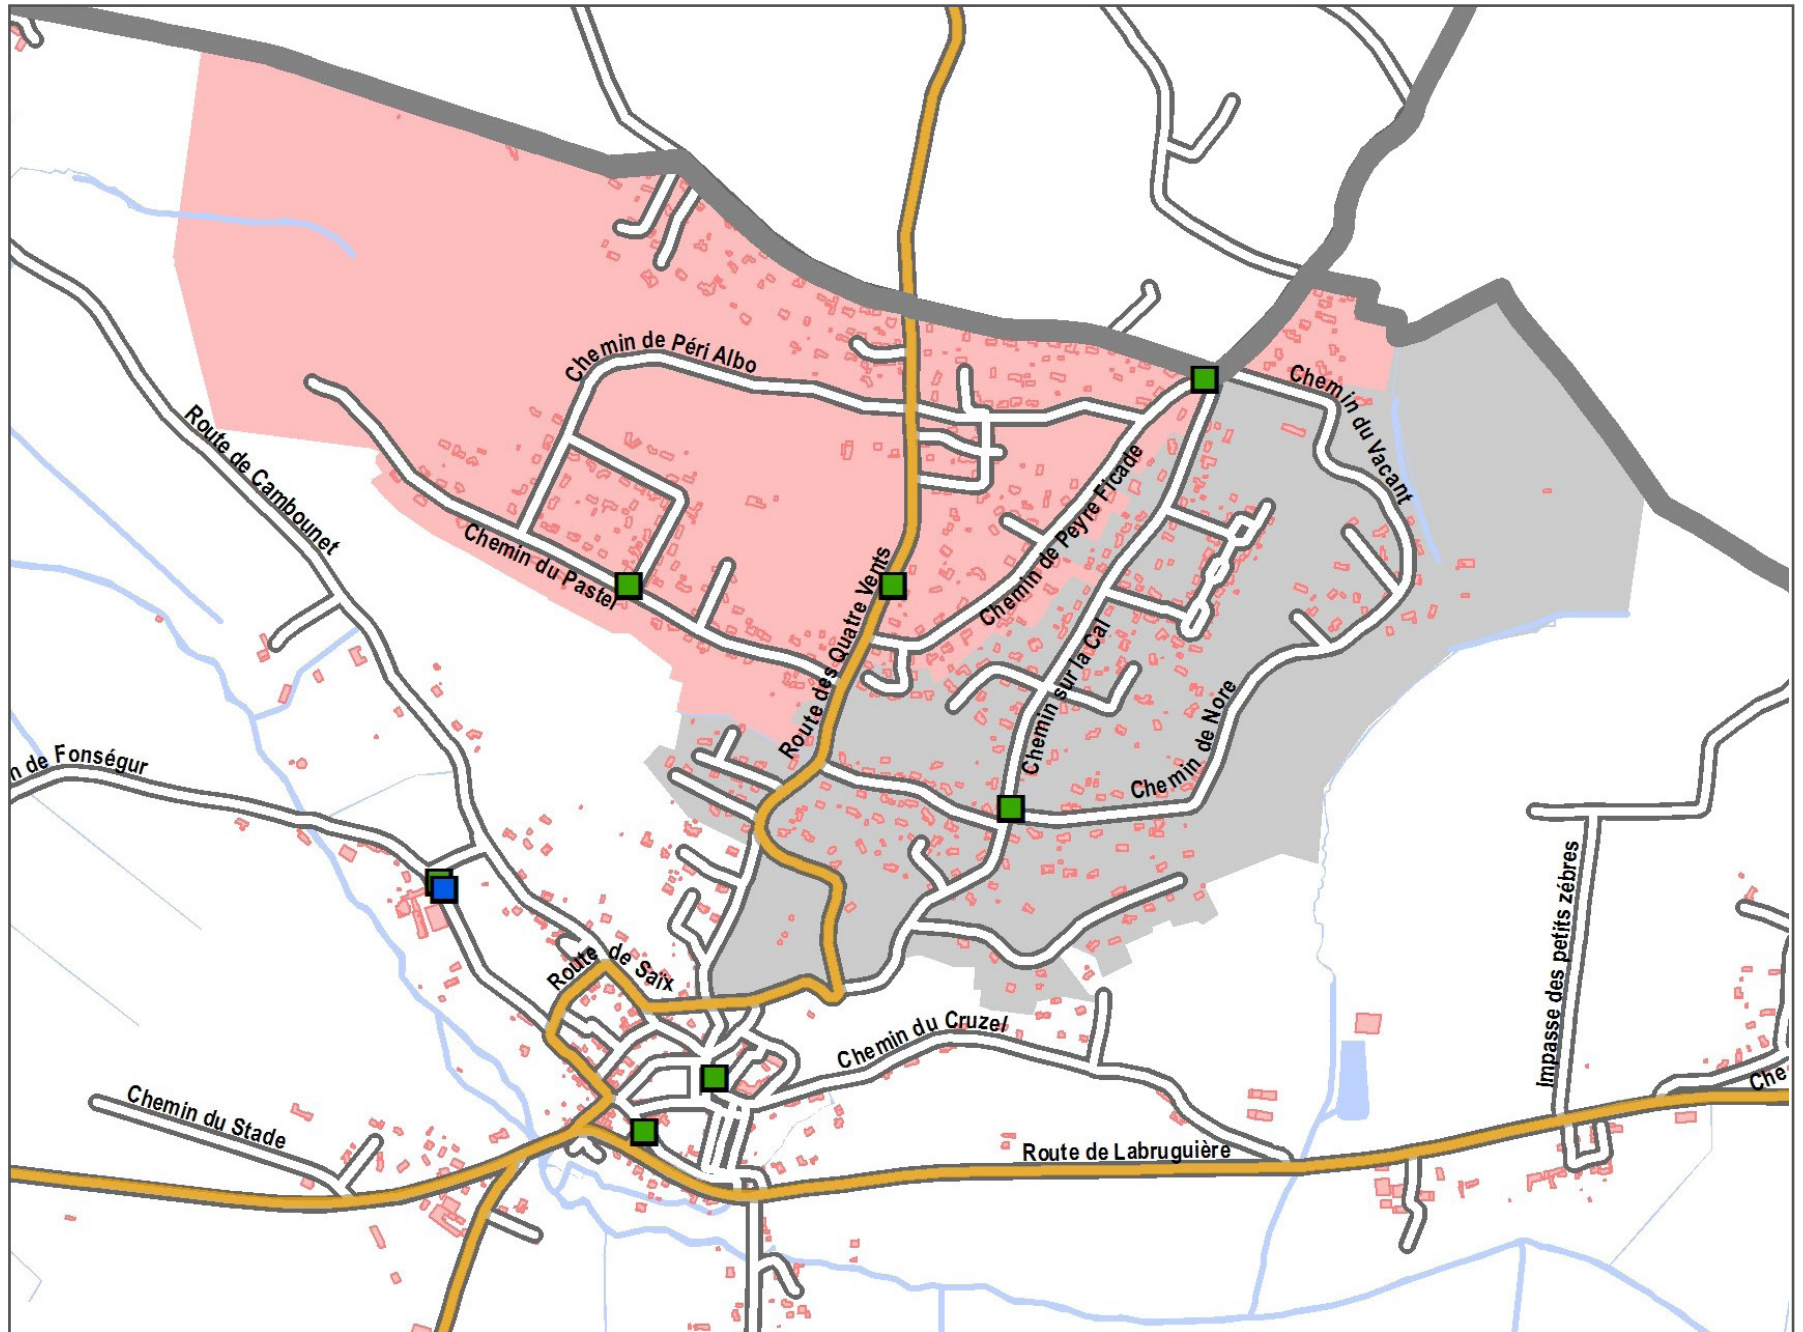 Chemin de Péri Albo
Chemin du Vacant
Route de Cambounet
Chemin de Peyre Ficade
Chemin du Pastel
Route des Quatre Vents
Chemin sur la Cal
Chemin de Nore
n de Fonségur
Impasse des petits zébres
Route de Saïx
Chemin du Cruzel
Che
Chemin du Stade
Route de Labruguière